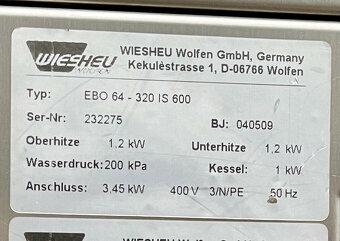 WIESHEU
WOLFEN
WIESHEU Wolfen GmbH, Germany
Kekulèstrasse 1, D-06766 Wolfen
Typ: EBO 64 - 320 IS 600
Ser-Nr: 232275 BJ: 040509
Oberhitze 1,2 kW Unterhitze 1,2 kW
Wasserdruck: 200 kPa Kessel: 1 kW
Anschluss: 3,45 kW 400 V 3/N/PE 50 Hz